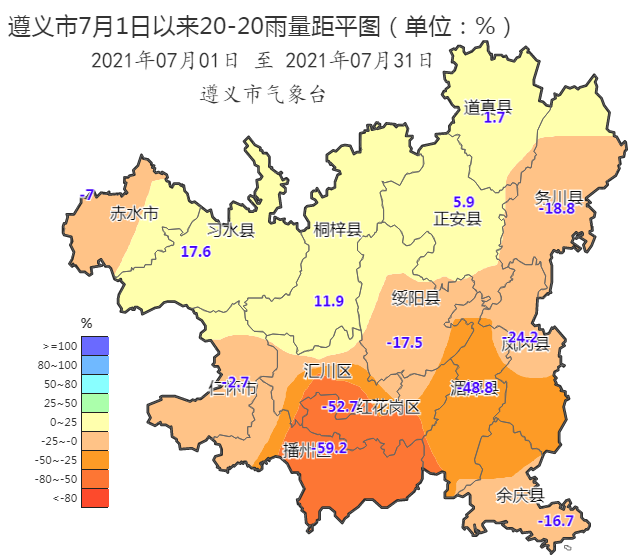 遵义市7月1日以来20-20雨量距平图（单位：%）
2021年07月01日 至 2021年07月31日
遵义市气象台
道真县
1.7
-7
赤水市
务川县
-18.8
5.9
正安县
习水县
17.6
桐梓县
11.9
绥阳县
-17.5
-24.2
凤冈县
汇川区
仁怀市
-2.7
-48.8
-52.7
红花岗区
播州区
-59.2
余庆县
-16.7
%
>=100
80~100
50~80
25~50
0~25
-25~-0
-50~-25
-80~-50
<-80